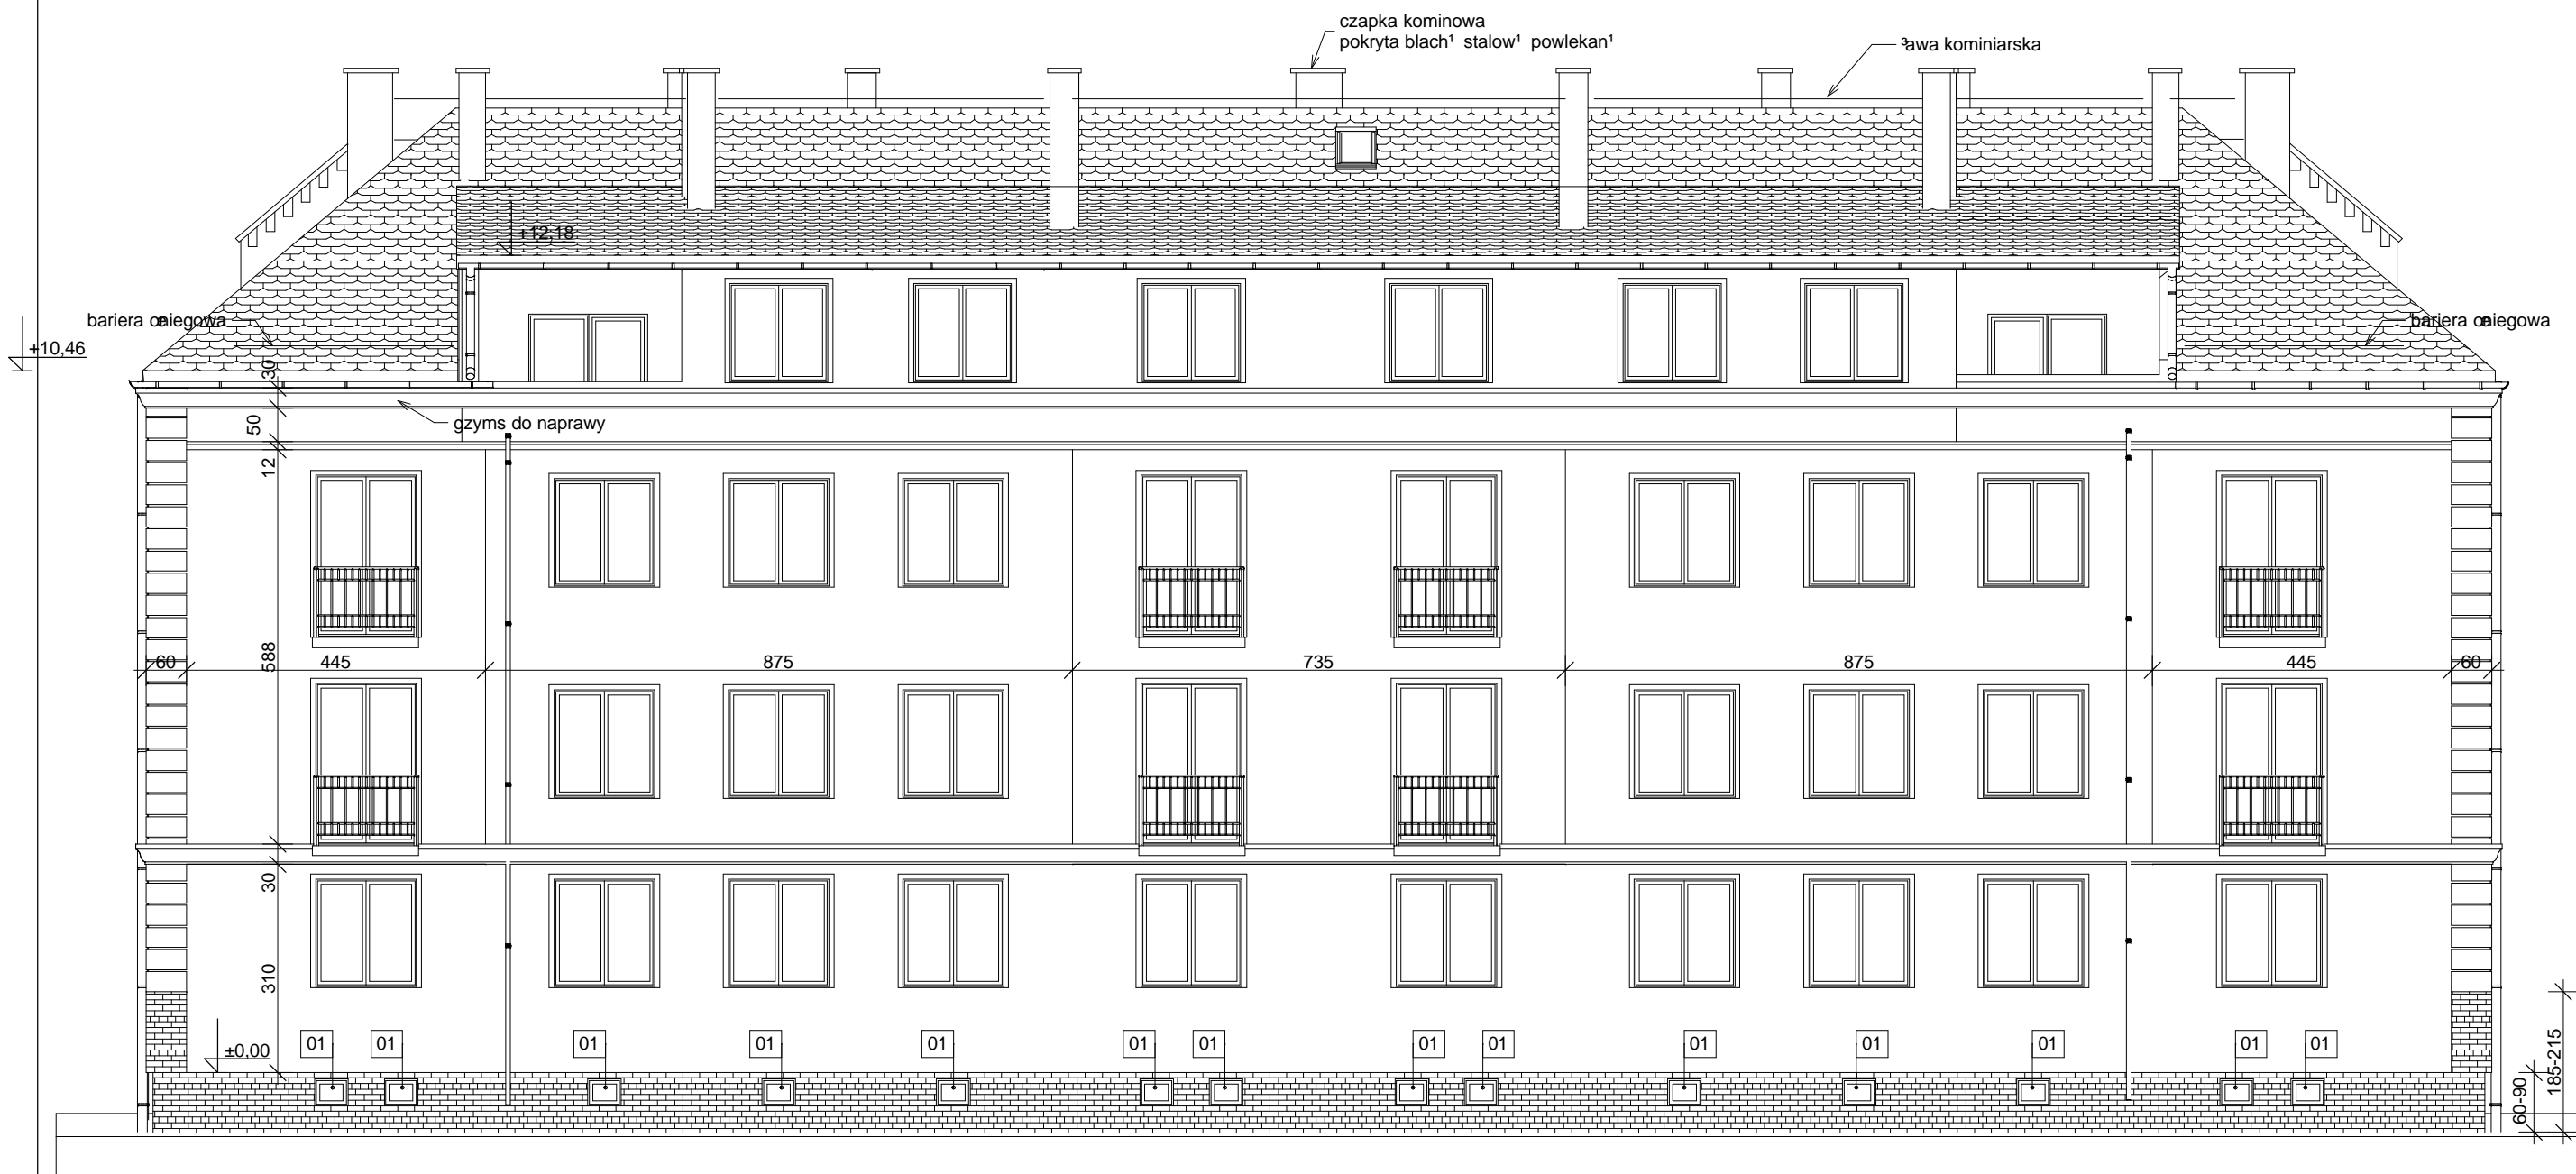 czapka kominowa
pokryta blach¹ stalow¹ powlekan¹
³awa kominiarska
+12,18
bariera œniegowa
bariera œniegowa
+10,46
30
50
gzyms do naprawy
12
588
60 445 875 735 875 445 60
30
310
±0,00
01 01 01 01 01 01 01 01 01 01 01 01 01 01
185-215
60-90